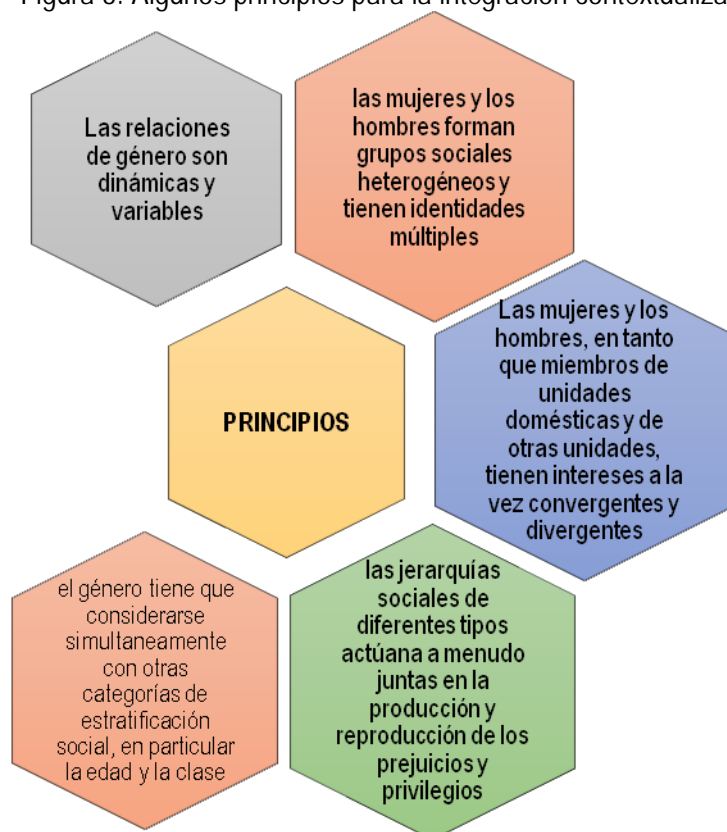 Figura 3. Algunos principios para la integración contextualiza
Las relaciones
de género son
dinámicas y
variables
las mujeres y los
hombres forman
grupos sociales
heterogéneos y
tienen identidades
múltiples
Las mujeres y los
hombres, en tanto
que miembros de
unidades
domésticas y de
otras unidades,
tienen intereses a la
vez convergentes y
divergentes
PRINCIPIOS
el género tiene que
considerarse
simultaneamente
con otras
categorías de
estratificación
social, en particular
la edad y la clase
las jerarquías
sociales de
diferentes tipos
actúana a menudo
juntas en la
producción y
reproducción de los
prejuicios y
privilegios